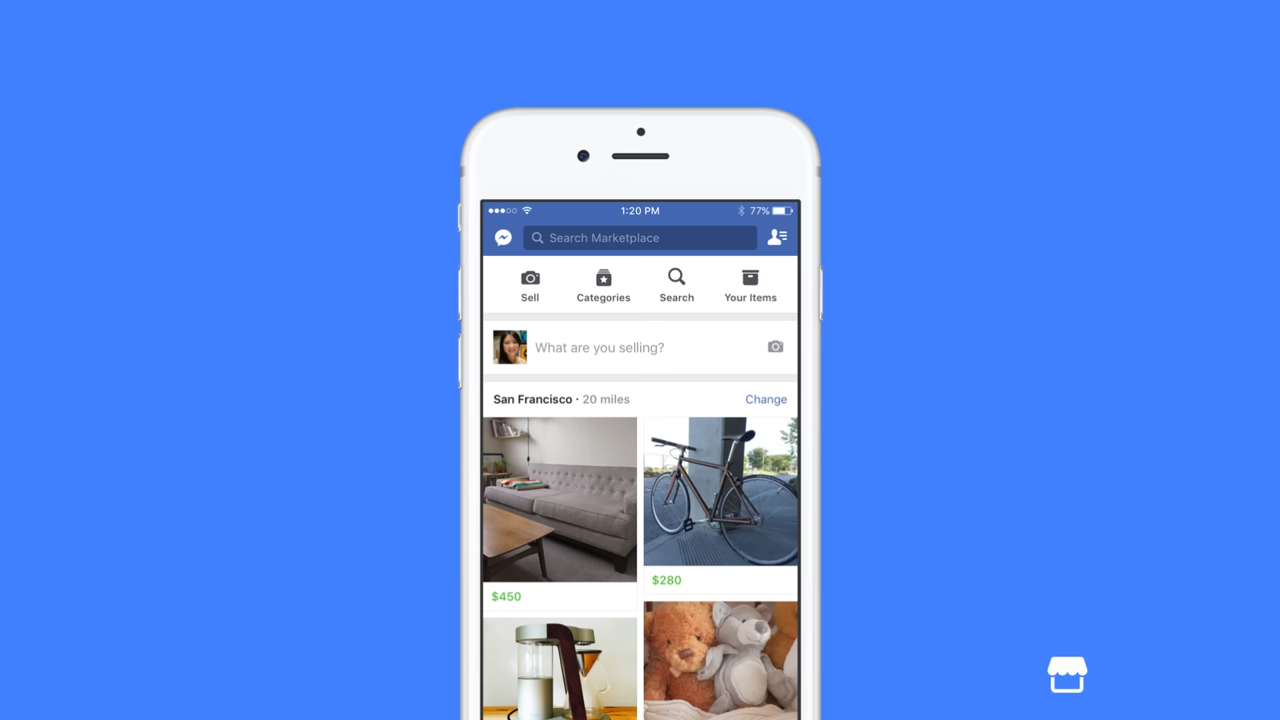 1:20 PM
77%
Search Marketplace
Sell
Categories
Search
Your Items
What are you selling?
San Francisco · 20 miles
Change
$450
$280